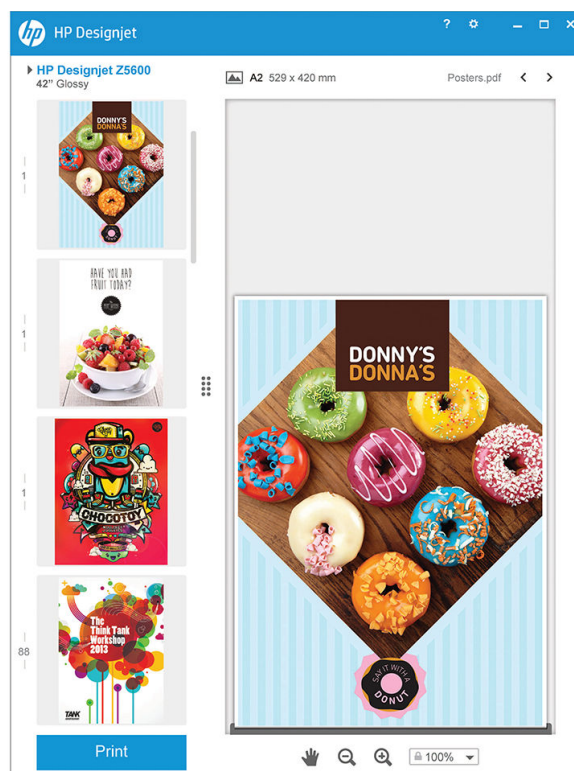 hp HP Designjet
?
HP Designjet Z5600
42" Glossy
A2 529 x 420 mm
Posters.pdf
1
DONNY'S
DONNA'S
1
HAVE YOU HAD
FRUIT TODAY?
1
CHOCOTOY
88
The
Think Tank
Workshop
2013
TANK
Print
DONNY'S
DONNA'S
SAY IT WITH A
DONUT
100%